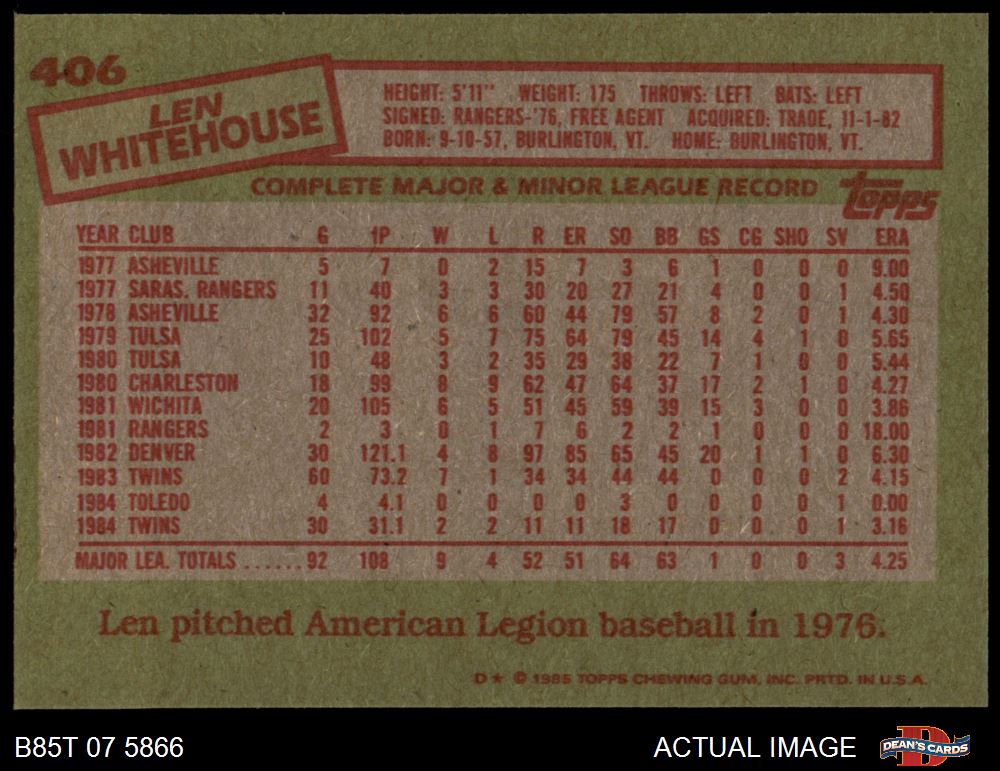 406
LEN
WHITEHOUSE
HEIGHT: 5'11" WEIGHT: 175 THROWS: LEFT BATS: LEFT
SIGNED: RANGERS-'76, FREE AGENT ACQUIRED: TRADE, 11-1-82
BORN: 9-10-57, BURLINGTON, VT. HOME: BURLINGTON, VT.
COMPLETE MAJOR & MINOR LEAGUE RECORD topps
YEAR CLUB G IP W L R ER SO BB GS CG SHO SV ERA
1977 ASHEVILLE 5 7 0 2 15 7 3 6 1 0 0 0 9.00
1977 SARAS. RANGERS 11 40 3 3 30 20 27 21 4 0 0 1 4.50
1978 ASHEVILLE 32 92 6 6 60 44 79 57 8 2 0 1 4.30
1979 TULSA 25 102 5 7 75 64 79 45 14 4 1 0 5.65
1980 TULSA 10 48 3 2 35 29 38 22 7 1 0 0 5.44
1980 CHARLESTON 18 99 8 9 62 47 64 37 17 2 1 0 4.27
1981 WICHITA 20 105 6 5 51 45 59 39 15 3 0 0 3.86
1981 RANGERS 2 3 0 1 7 6 2 2 1 0 0 0 18.00
1982 DENVER 30 121.1 4 8 97 85 65 45 20 1 1 0 6.30
1983 TWINS 60 73.2 7 1 34 34 44 44 0 0 0 2 4.15
1984 TOLEDO 4 4.1 0 0 0 0 3 0 0 0 0 1 0.00
1984 TWINS 30 31.1 2 2 11 11 18 17 0 0 0 1 3.16
MAJOR LEA. TOTALS ...... 92 108 9 4 52 51 64 63 1 0 0 3 4.25
Len pitched American Legion baseball in 1976.
D★ © 1985 TOPPS CHEWING GUM, INC. PRTD. IN U.S.A.
B85T 07 5866 ACTUAL IMAGE DEAN'S CARDS